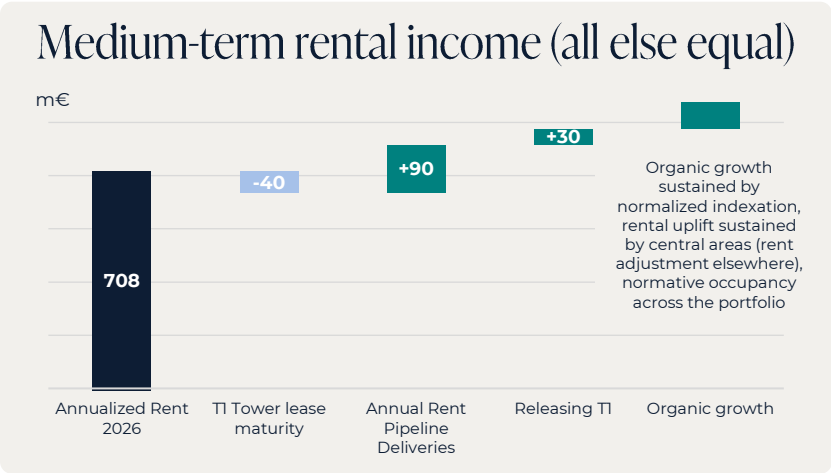 Medium-term rental income (all else equal)
m€
708
-40
+90
+30
Organic growth
sustained by
normalized indexation,
rental uplift sustained
by central areas (rent
adjustment elsewhere),
normative occupancy
across the portfolio
Annualized Rent
2026
T1 Tower lease
maturity
Annual Rent
Pipeline
Deliveries
Releasing T1
Organic growth